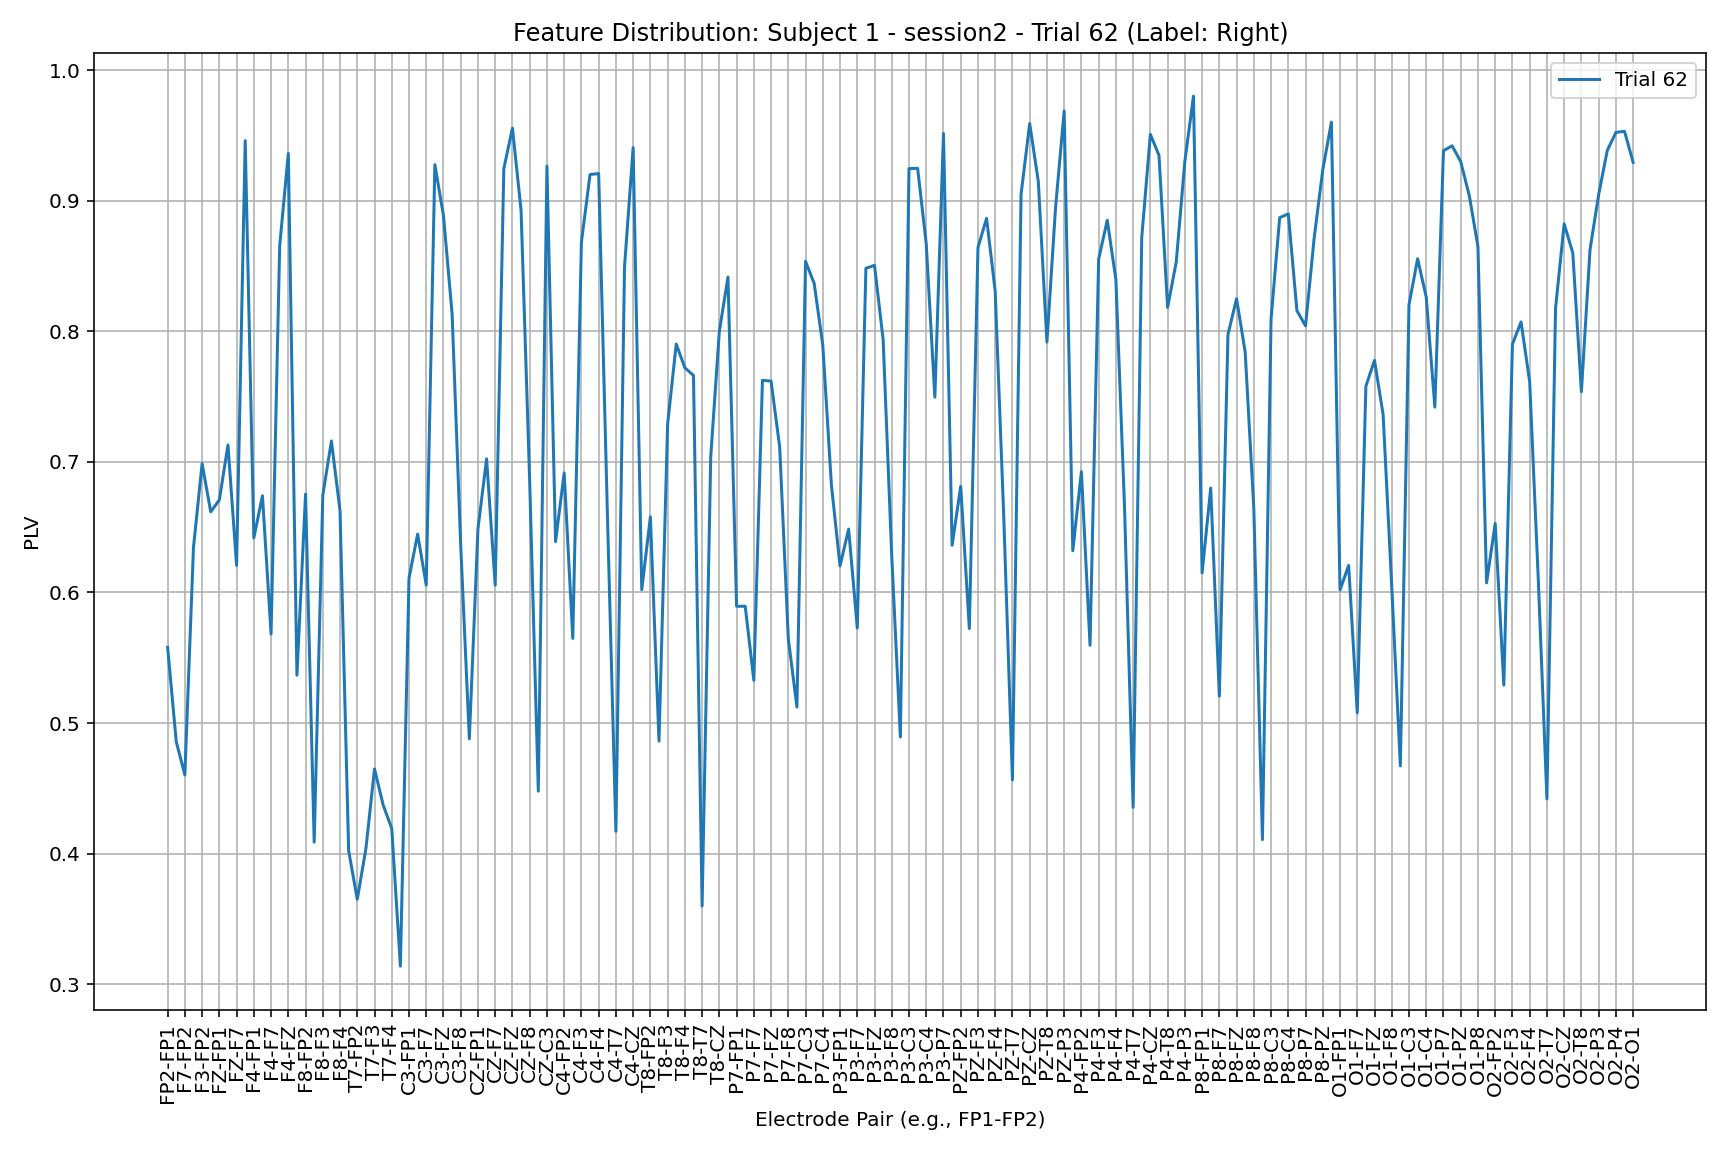 Feature Distribution: Subject 1 - session2 - Trial 62 (Label: Right)
Trial 62
PLV
1.0
0.9
0.8
0.7
0.6
0.5
0.4
0.3
FP2-FP1
F7-FP2
F3-FP2
FZ-FP1
FZ-F7
F4-FP1
F4-F7
F4-FZ
F8-FP2
F8-F3
F8-F4
T7-FP2
T7-F3
T7-F4
C3-FP1
C3-F7
C3-FZ
C3-F8
CZ-FP1
CZ-F7
CZ-FZ
CZ-F8
CZ-C3
C4-FP2
C4-F3
C4-F4
C4-T7
C4-CZ
T8-FP2
T8-F3
T8-F4
T8-T7
T8-CZ
P7-FP1
P7-F7
P7-FZ
P7-F8
P7-C3
P7-C4
P3-FP1
P3-F7
P3-FZ
P3-F8
P3-C3
P3-C4
P3-P7
PZ-FP2
PZ-F3
PZ-F4
PZ-T7
PZ-CZ
PZ-T8
PZ-P3
P4-FP2
P4-F3
P4-F4
P4-T7
P4-CZ
P4-T8
P4-P3
P8-FP1
P8-F7
P8-FZ
P8-F8
P8-C3
P8-C4
P8-P7
P8-PZ
O1-FP1
O1-F7
O1-FZ
O1-F8
O1-C3
O1-C4
O1-P7
O1-PZ
O1-P8
O2-FP2
O2-F3
O2-F4
O2-T7
O2-CZ
O2-T8
O2-P3
O2-P4
O2-O1
Electrode Pair (e.g., FP1-FP2)